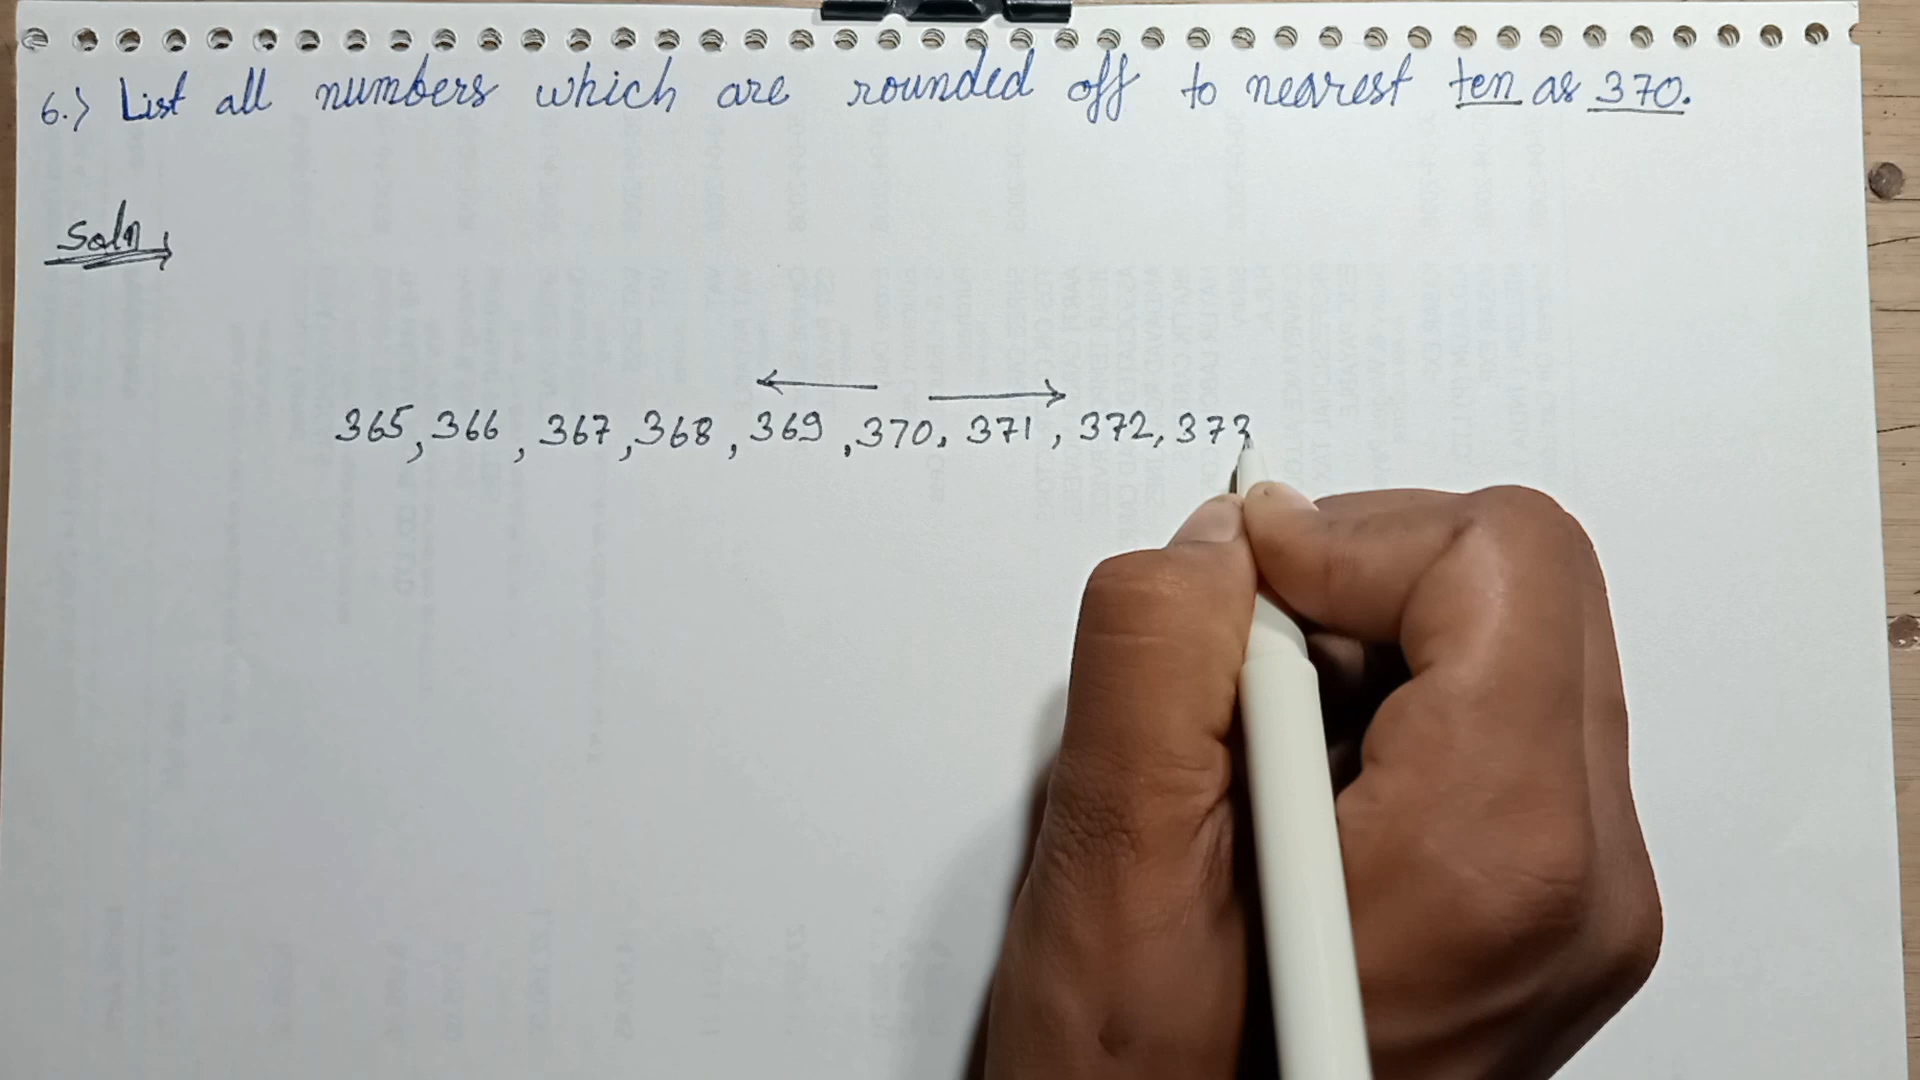 6.) List all numbers which are rounded off to nearest ten as 370.
Soln
365, 366, 367, 368, 369, 370, 371, 372, 373